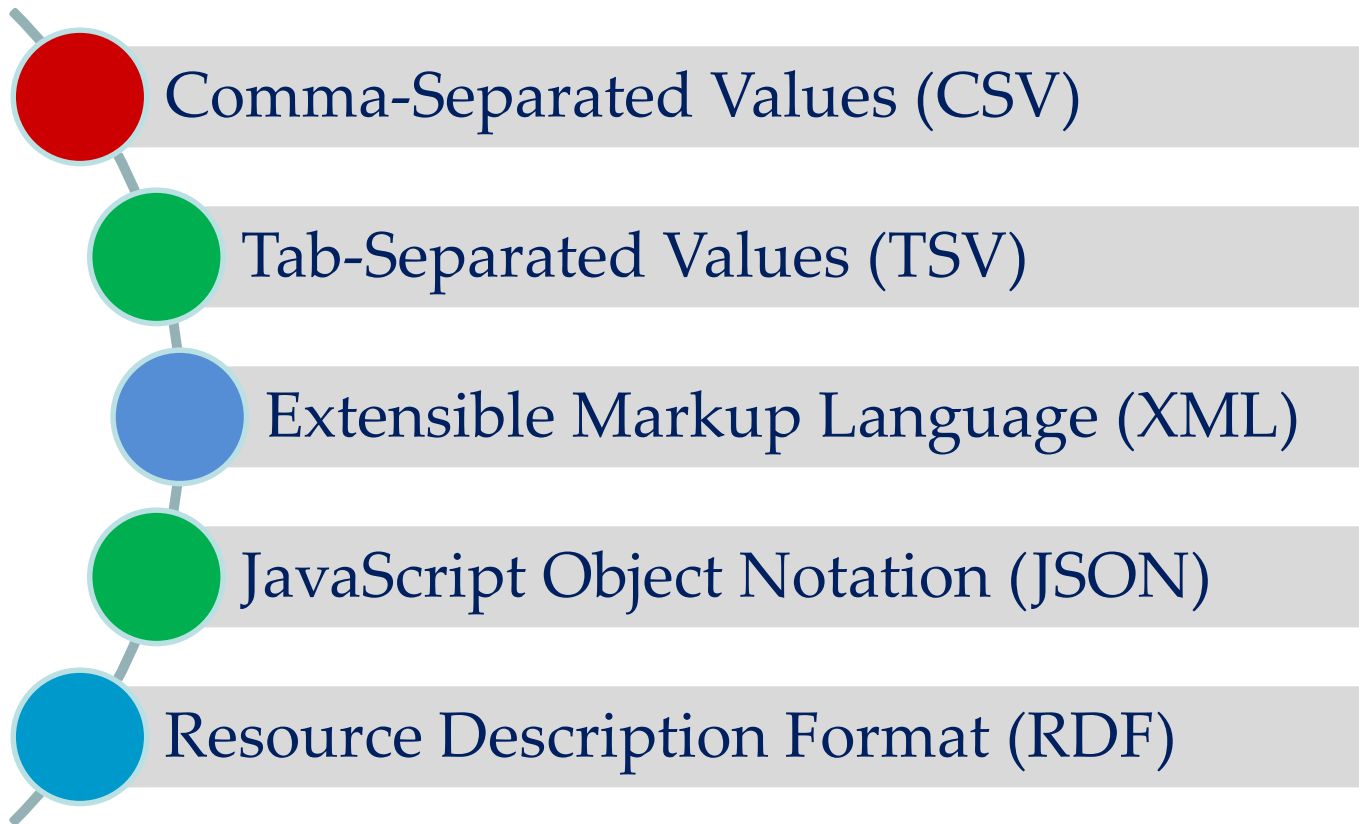 Comma-Separated Values (CSV)
Tab-Separated Values (TSV)
Extensible Markup Language (XML)
JavaScript Object Notation (JSON)
Resource Description Format (RDF)